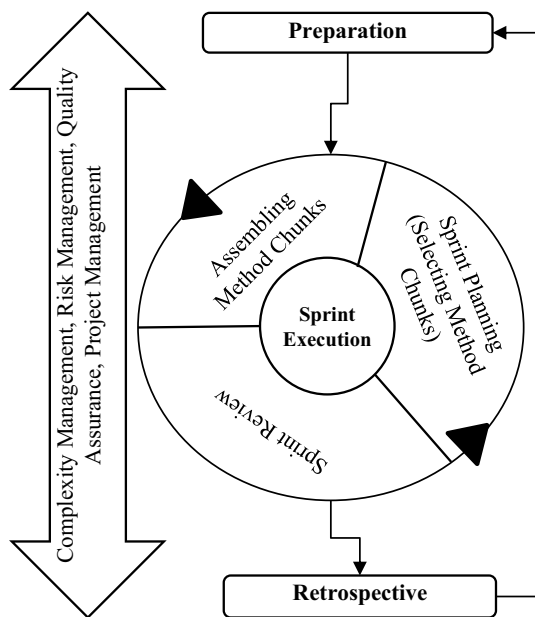 Preparation
Complexity Management, Risk Management, Quality
Assurance, Project Management
Assembling
Method Chunks
Sprint Planning
(Selecting Method
Chunks)
Sprint
Execution
Sprint Review
Retrospective